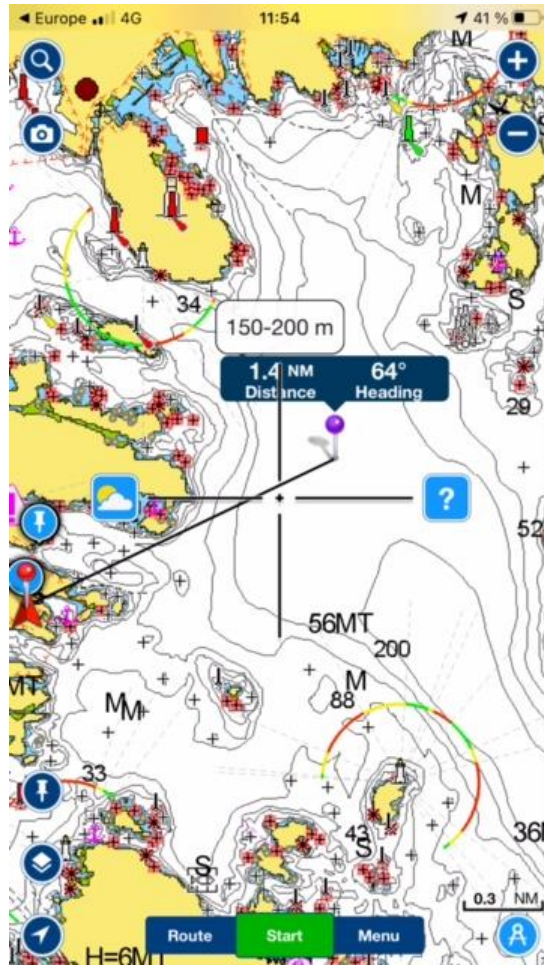 Europe 4G 11:54 41 %
M
S
M
34
S
150-200 m
1.4 NM 64°
Distance Heading
29
?
52
56MT
200
MT
M
88
MM
33
43
S
S
36
0.3 NM
Route Start Menu
H=6MT